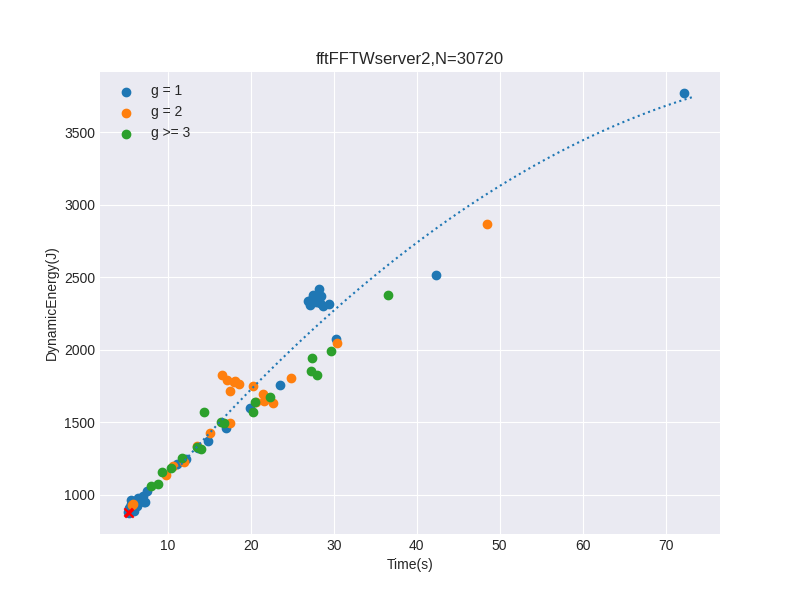 fftFFTWserver2,N=30720
g = 1
g = 2
g >= 3
3500
3000
2500
2000
1500
1000
DynamicEnergy(J)
10 20 30 40 50 60 70
Time(s)